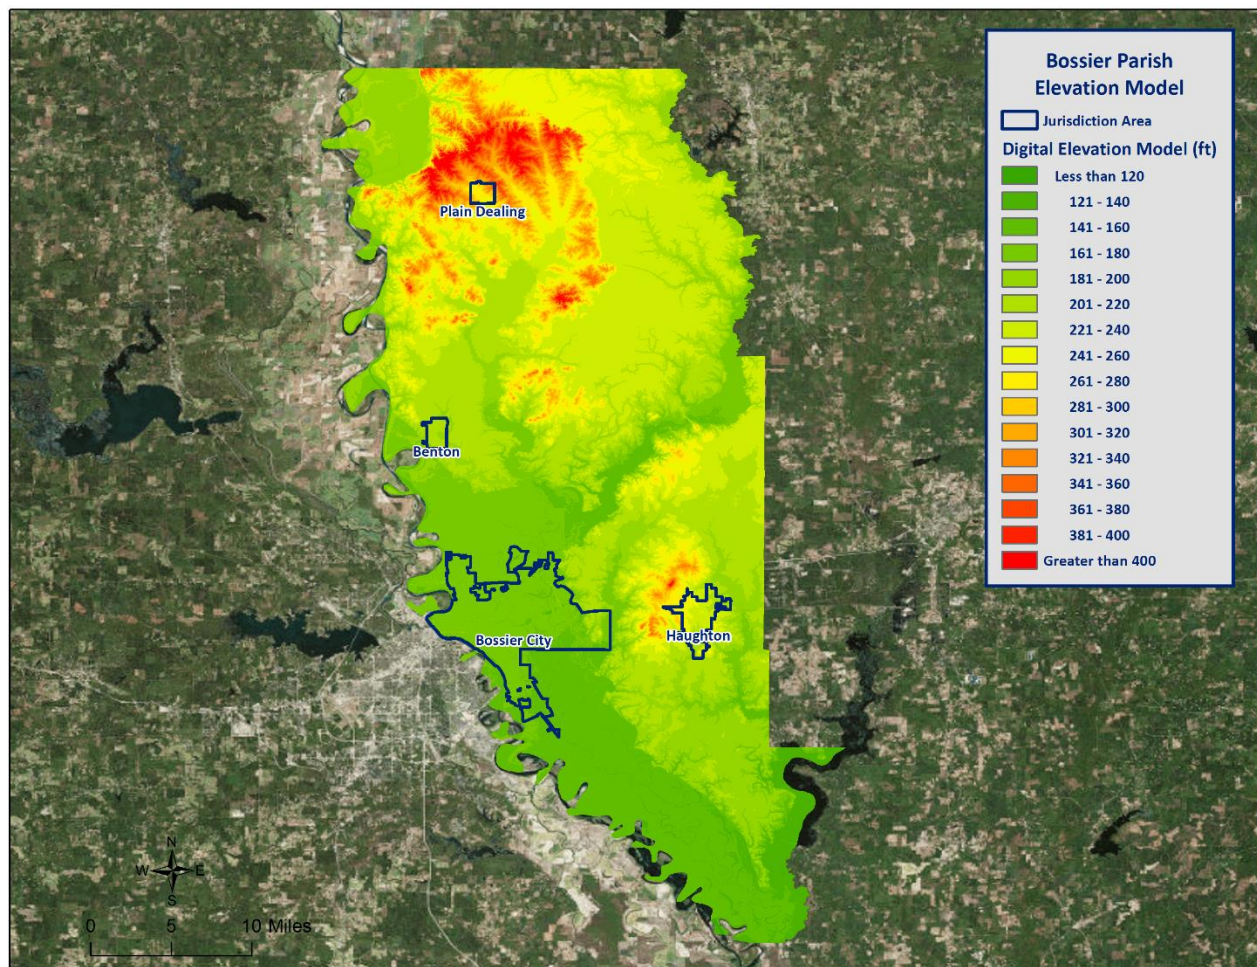 Bossier Parish
Elevation Model
Jurisdiction Area
Digital Elevation Model (ft)
Less than 120
121 - 140
141 - 160
161 - 180
181 - 200
201 - 220
221 - 240
241 - 260
261 - 280
281 - 300
301 - 320
321 - 340
341 - 360
361 - 380
381 - 400
Greater than 400
Plain Dealing
Benton
Bossier City
Haughton
N
W E
S
0 5 10 Miles